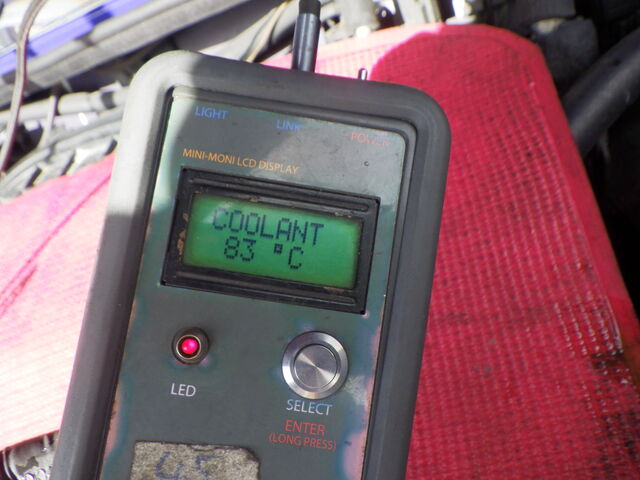 LIGHT LINK POWER
MINI-MONI LCD DISPLAY
COOLANT
83 °C
LED
SELECT
ENTER
(LONG PRESS)